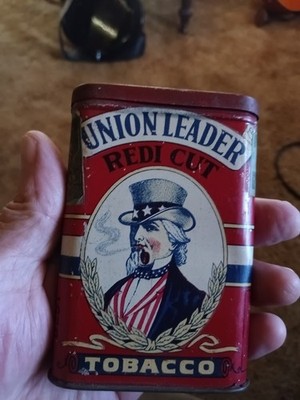 UNION LEADER
REDI CUT
TOBACCO